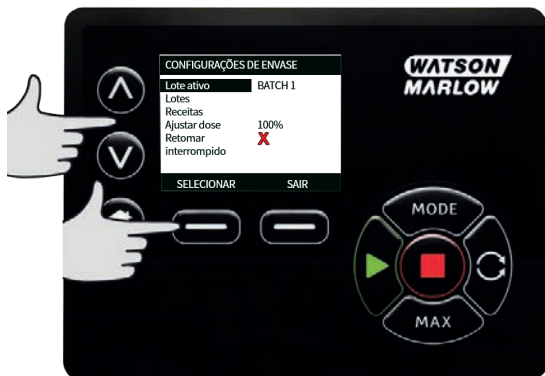 CONFIGURAÇÕES DE ENVASE
Lote ativo BATCH 1
Lotes
Receitas
Ajustar dose 100%
Retomar X
interrompido
SELECIONAR SAIR
WATSON
MARLOW
MODE
MAX